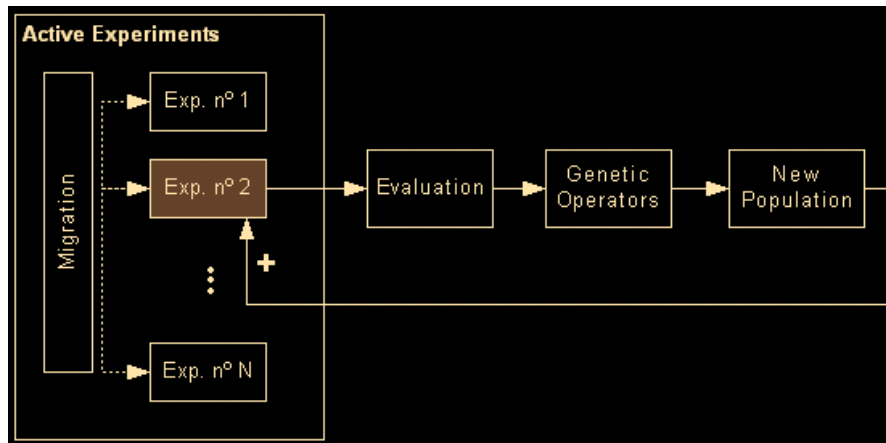 Active Experiments
Migration
Exp. nº 1
Exp. nº 2
Exp. nº N
+
Evaluation
Genetic
Operators
New
Population